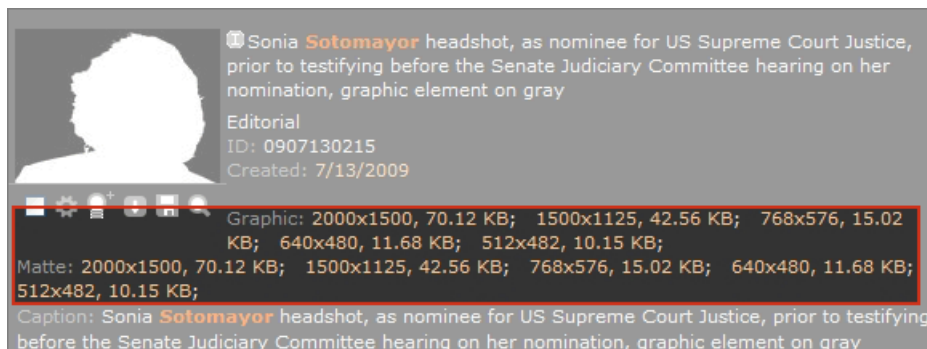 Sonia Sotomayor headshot, as nominee for US Supreme Court Justice,
prior to testifying before the Senate Judiciary Committee hearing on her
nomination, graphic element on gray
Editorial
ID: 0907130215
Created: 7/13/2009
Graphic: 2000x1500, 70.12 KB; 1500x1125, 42.56 KB; 768x576, 15.02
KB; 640x480, 11.68 KB; 512x482, 10.15 KB;
Matte: 2000x1500, 70.12 KB; 1500x1125, 42.56 KB; 768x576, 15.02 KB; 640x480, 11.68 KB;
512x482, 10.15 KB;
Caption: Sonia Sotomayor headshot, as nominee for US Supreme Court Justice, prior to testifying
before the Senate Judiciary Committee hearing on her nomination, graphic element on gray